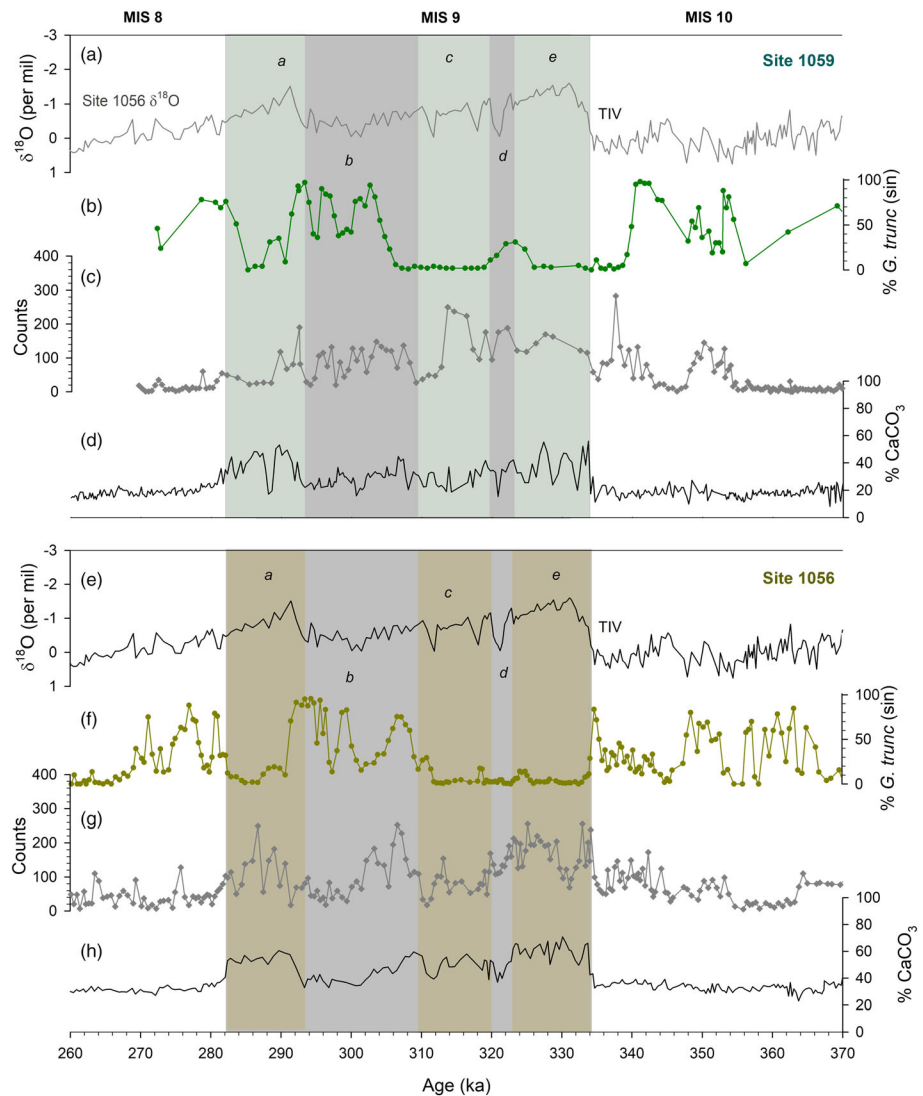 MIS 8 MIS 9 MIS 10
-3
(a)
a c e
Site 1059
-2
-1
0
1
δ18O (per mil)
Site 1056 δ18O
TIV
b d
(b)
100
50
0
% G. trunc (sin)
(c)
400
300
200
100
0
Counts
(d)
100
80
60
40
20
0
% CaCO3
-3
(e)
a c e
Site 1056
-2
-1
0
1
δ18O (per mil)
TIV
b d
(f)
100
50
0
% G. trunc (sin)
(g)
400
300
200
100
0
Counts
(h)
100
80
60
40
20
0
% CaCO3
260 270 280 290 300 310 320 330 340 350 360 370
Age (ka)